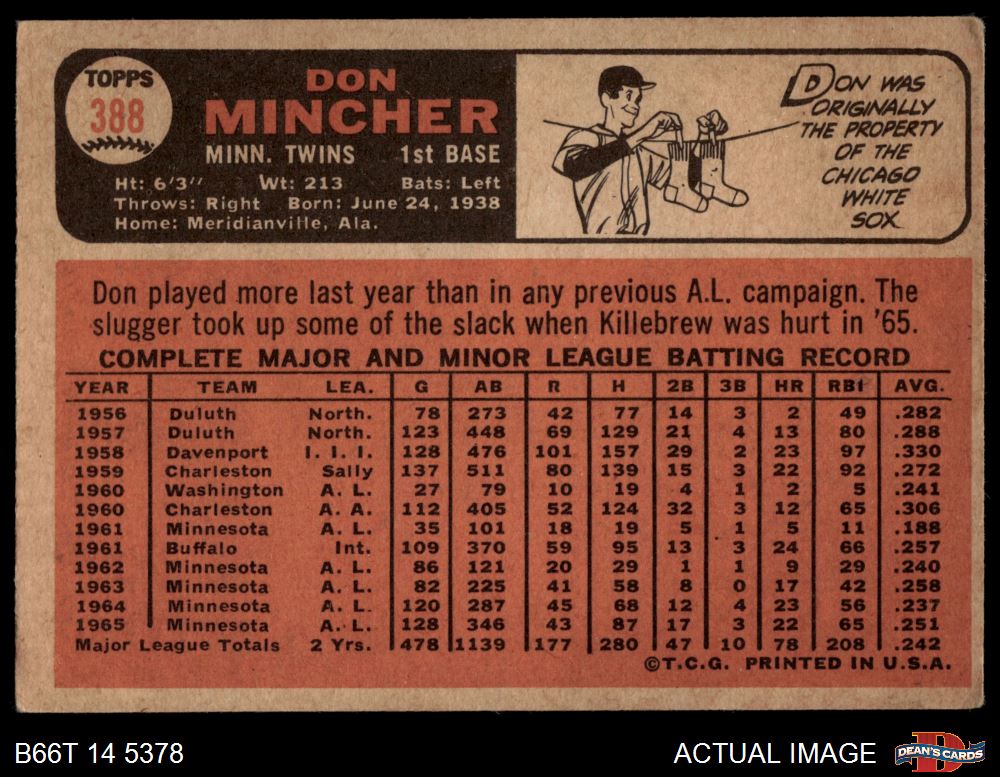 TOPPS
388
DON
MINCHER
MINN. TWINS 1st BASE
Ht: 6'3" Wt: 213 Bats: Left
Throws: Right Born: June 24, 1938
Home: Meridianville, Ala.
DON WAS
ORIGINALLY
THE PROPERTY
OF THE
CHICAGO
WHITE
SOX
Don played more last year than in any previous A.L. campaign. The
slugger took up some of the slack when Killebrew was hurt in '65.
COMPLETE MAJOR AND MINOR LEAGUE BATTING RECORD
YEAR TEAM LEA. G AB R H 2B 3B HR RBI AVG.
1956 Duluth North. 78 273 42 77 14 3 2 49 .282
1957 Duluth North. 123 448 69 129 21 4 13 80 .288
1958 Davenport I. I. I. 128 476 101 157 29 2 23 97 .330
1959 Charleston Sally 137 511 80 139 15 3 22 92 .272
1960 Washington A. L. 27 79 10 19 4 1 2 5 .241
1960 Charleston A. A. 112 405 52 124 32 3 12 65 .306
1961 Minnesota A. L. 35 101 18 19 5 1 5 11 .188
1961 Buffalo Int. 109 370 59 95 13 3 24 66 .257
1962 Minnesota A. L. 86 121 20 29 1 1 9 29 .240
1963 Minnesota A. L. 82 225 41 58 8 0 17 42 .258
1964 Minnesota A. L. 120 287 45 68 12 4 23 56 .237
1965 Minnesota A. L. 128 346 43 87 17 3 22 65 .251
Major League Totals 2 Yrs. 478 1139 177 280 47 10 78 208 .242
©T.C.G. PRINTED IN U.S.A.
B66T 14 5378
ACTUAL IMAGE
DEAN'S CARDS